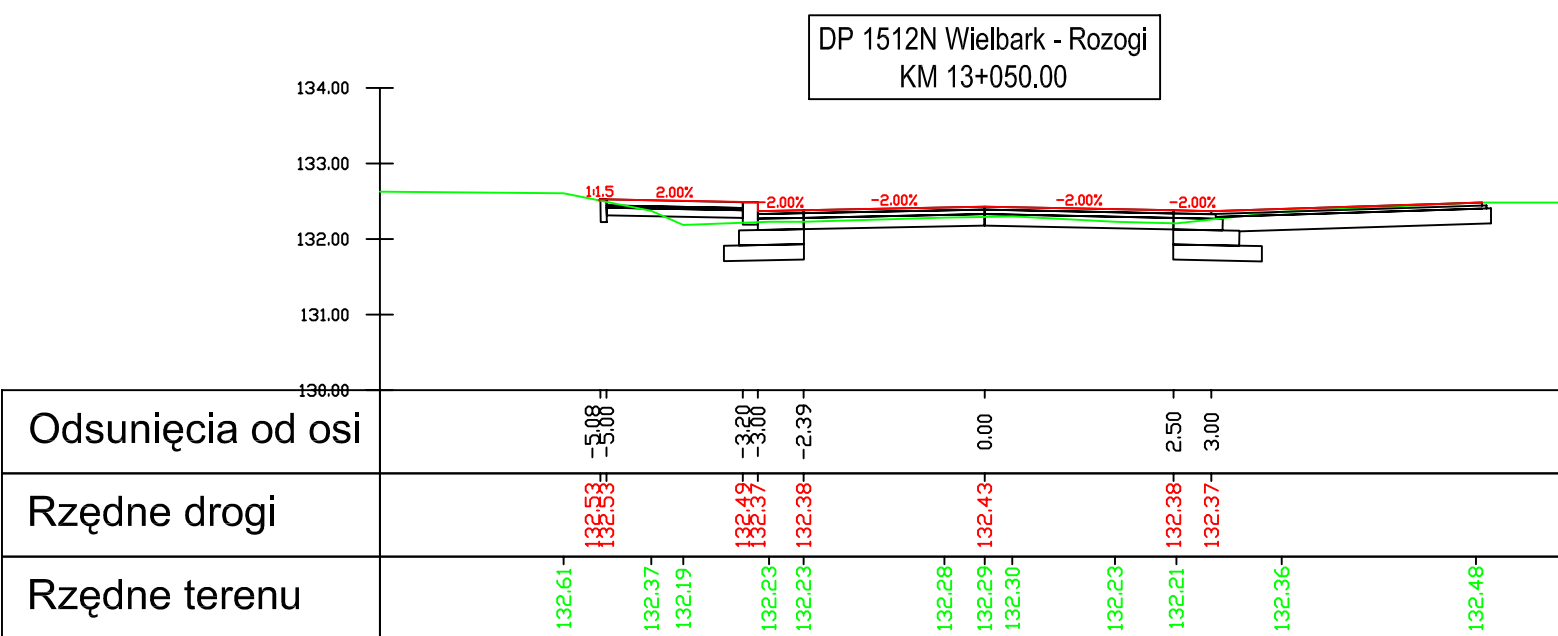 DP 1512N Wielbark - Rozogi
KM 13+050.00
134.00
133.00
132.00
131.00
130.00
1:1.5 2.00% -2.00% -2.00% -2.00% -2.00%
Odsunięcia od osi -5.08 -5.00 -3.20 -3.00 -2.39 0.00 2.50 3.00
Rzędne drogi 132.53 132.53 132.49 132.37 132.38 132.43 132.38 132.37
Rzędne terenu 132.61 132.37 132.19 132.23 132.23 132.28 132.29 132.30 132.23 132.21 132.36 132.48